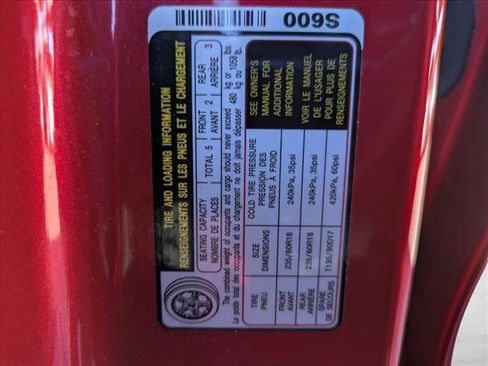 S600
TIRE AND LOADING INFORMATION
RENSEIGNEMENTS SUR LES PNEUS ET LE CHARGEMENT
SEATING CAPACITY
NOMBRE DE PLACES
TOTAL 5
FRONT
AVANT
2
REAR
ARRIÈRE
3
The combined weight of occupants and cargo should never exceed 480 kg or 1058 lbs.
Le poids total des occupants et du chargement ne doit jamais dépasser 480 kg ou 1058 lb.
TIRE
PNEU
SIZE
DIMENSIONS
COLD TIRE PRESSURE
PRESSION DES
PNEUS À FROID
FRONT
AVANT
235/60R18
240kPa, 35psi
REAR
ARRIÈRE
235/60R18
240kPa, 35psi
SPARE
DE SECOURS
T135/90D17
420kPa, 60psi
SEE OWNER'S
MANUAL FOR
ADDITIONAL
INFORMATION
VOIR LE MANUEL
DE L'USAGER
POUR PLUS DE
RENSEIGNEMENTS